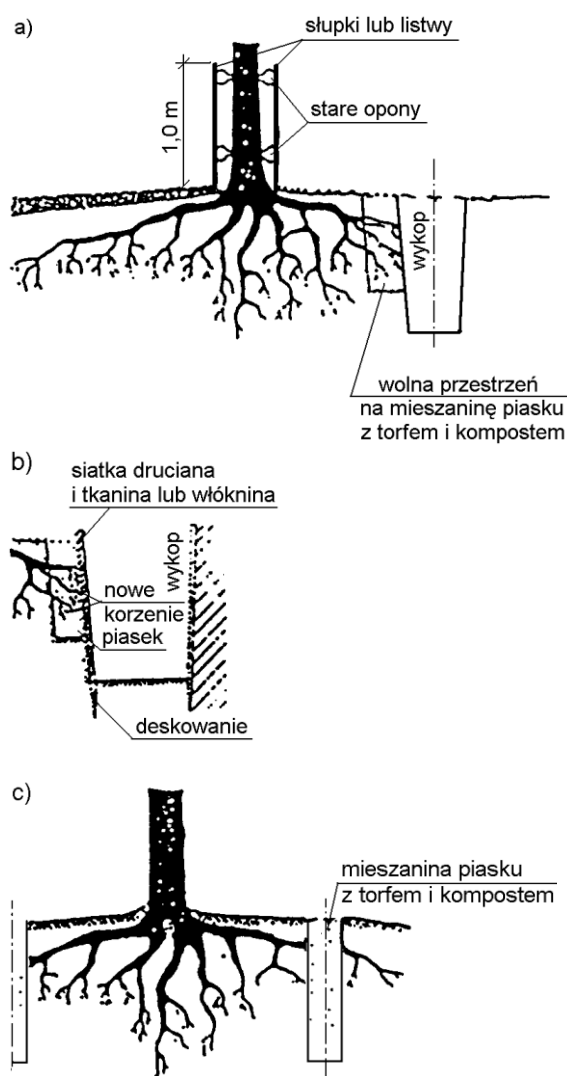 a)
słupki lub listwy
stare opony
1,0 m
wykop
wolna przestrzeń
na mieszaninę piasku
z torfem i kompostem
b)
siatka druciana
i tkanina lub włóknina
wykop
nowe
korzenie
piasek
deskowanie
c)
mieszanina piasku
z torfem i kompostem